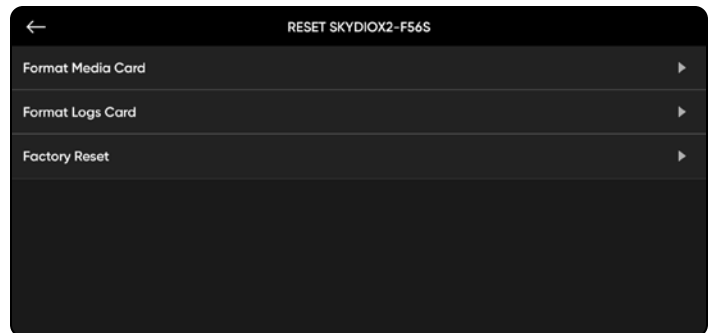 RESET SKYDIOX2-F56S
Format Media Card
Format Logs Card
Factory Reset